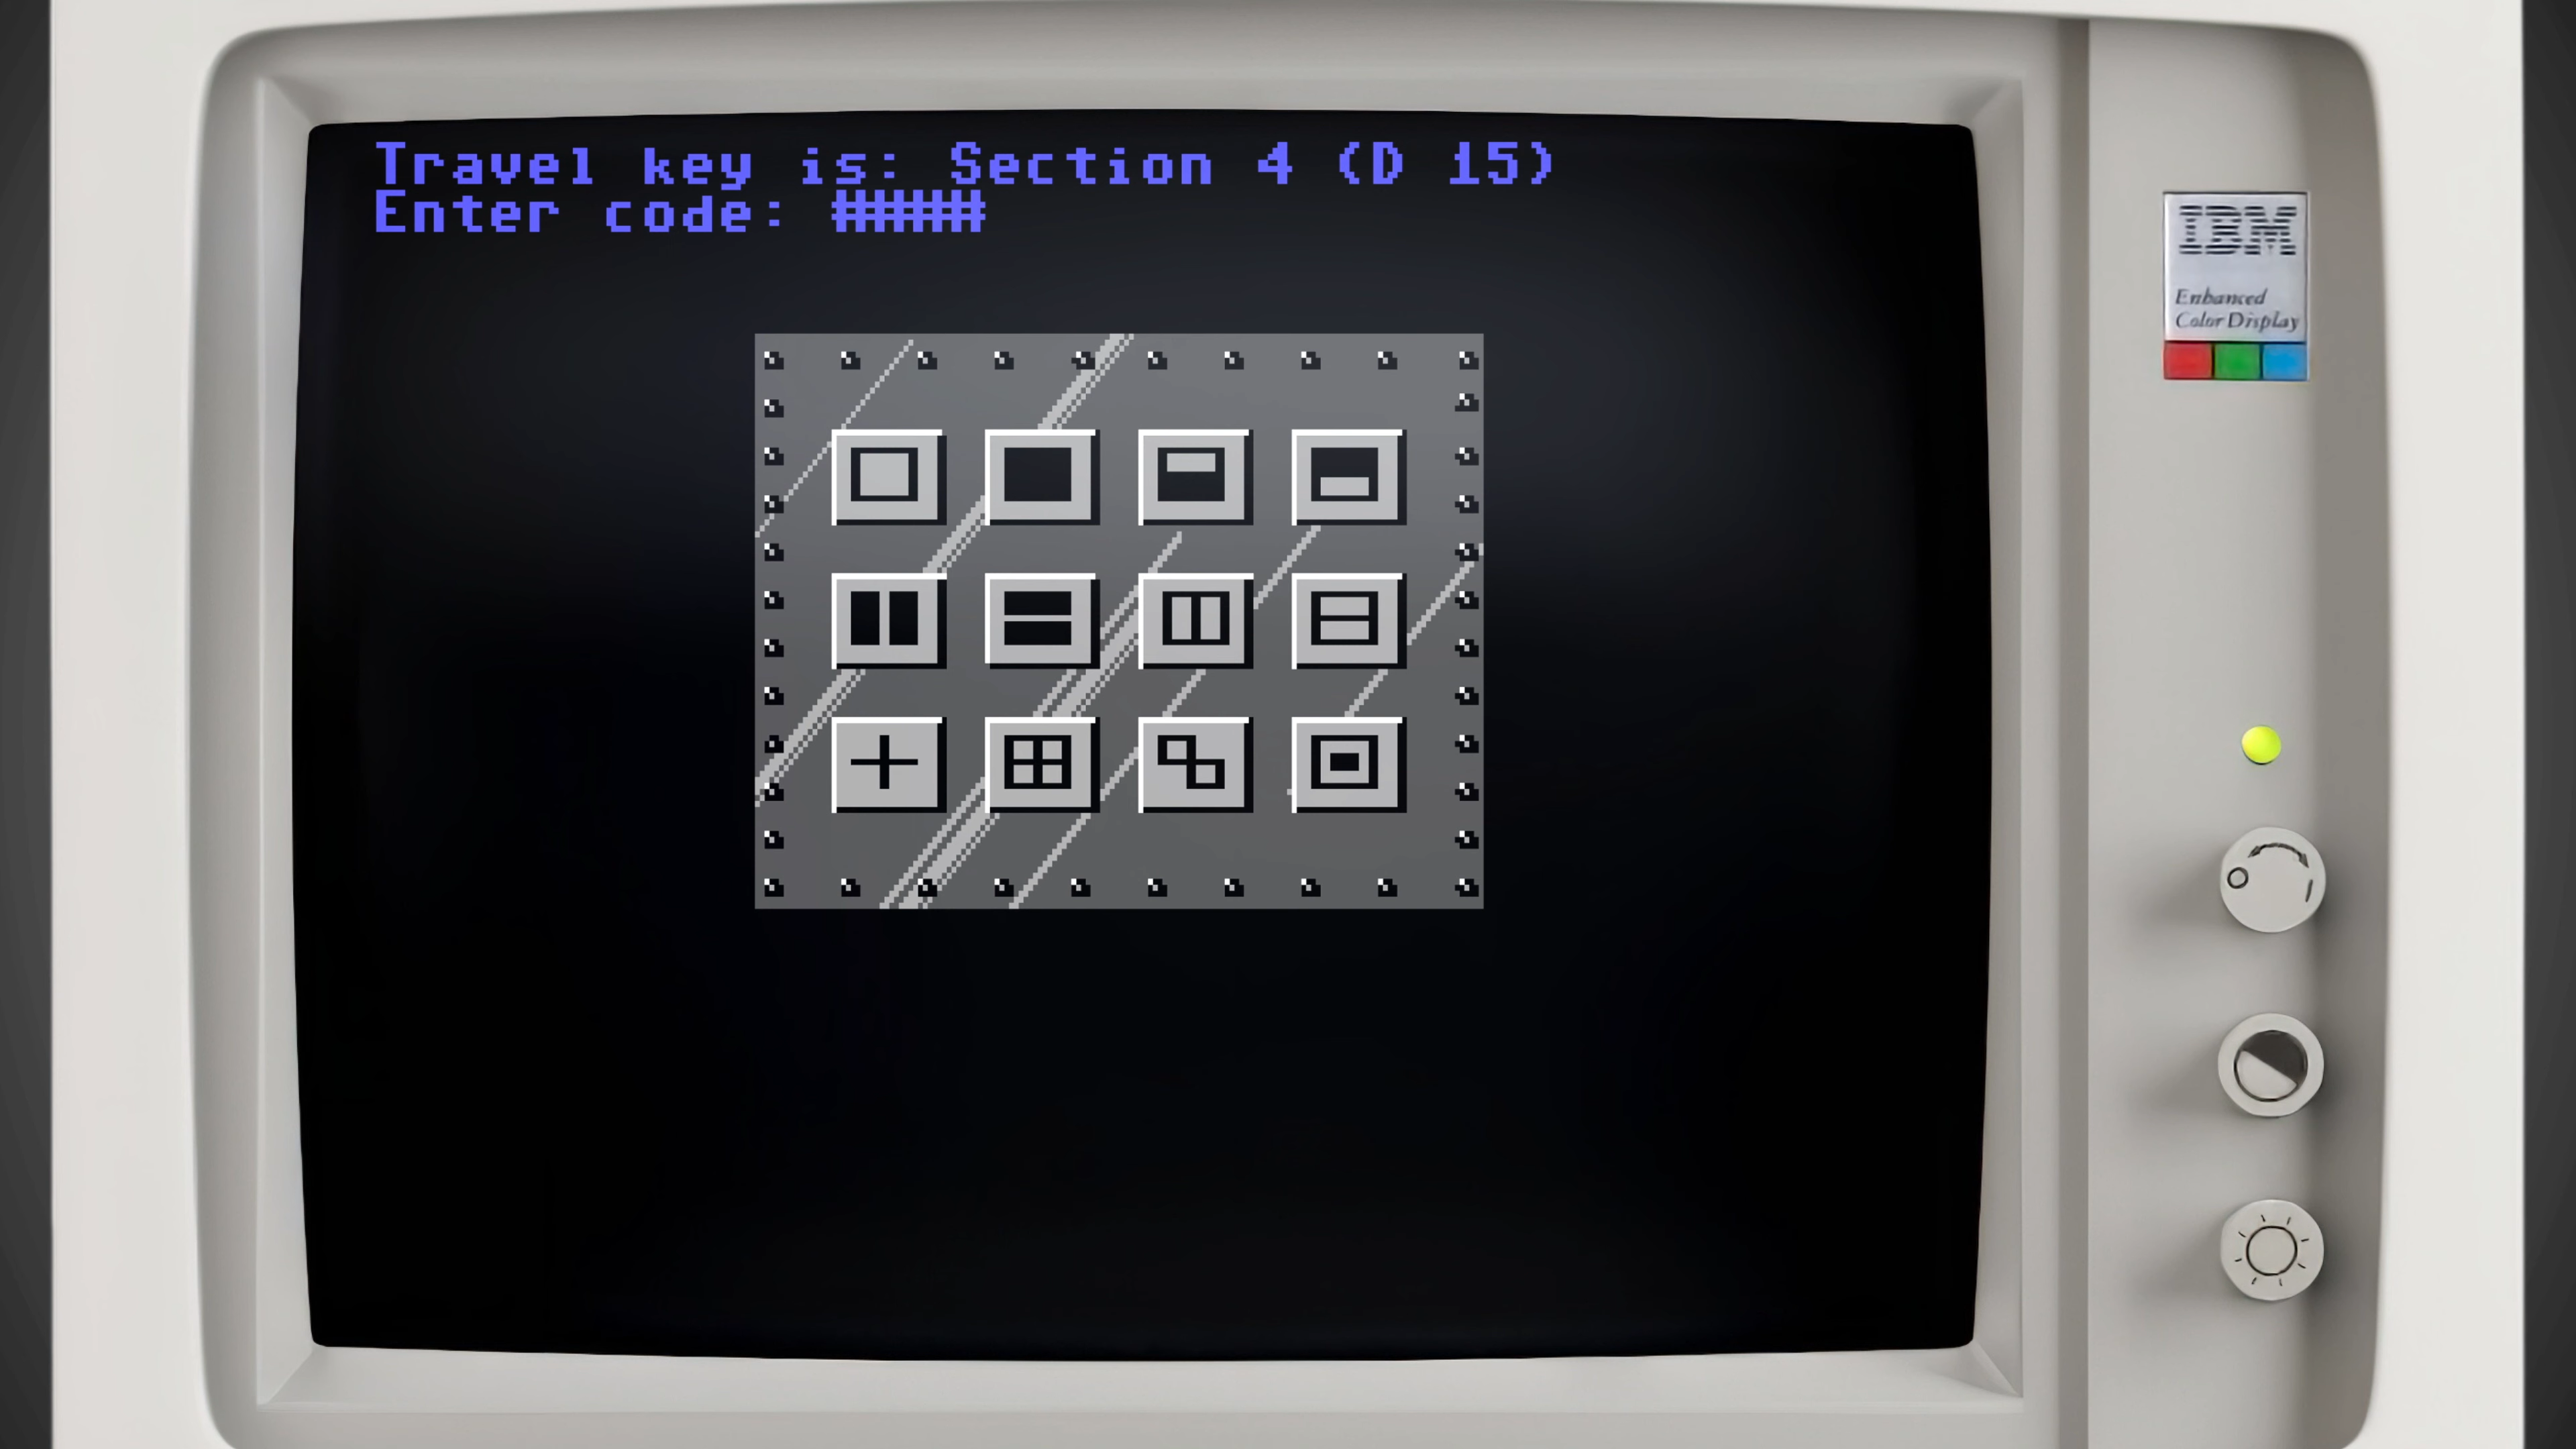 Travel key is: Section 4 (D 15)
Enter code: #####
IBM
Enhanced
Color Display